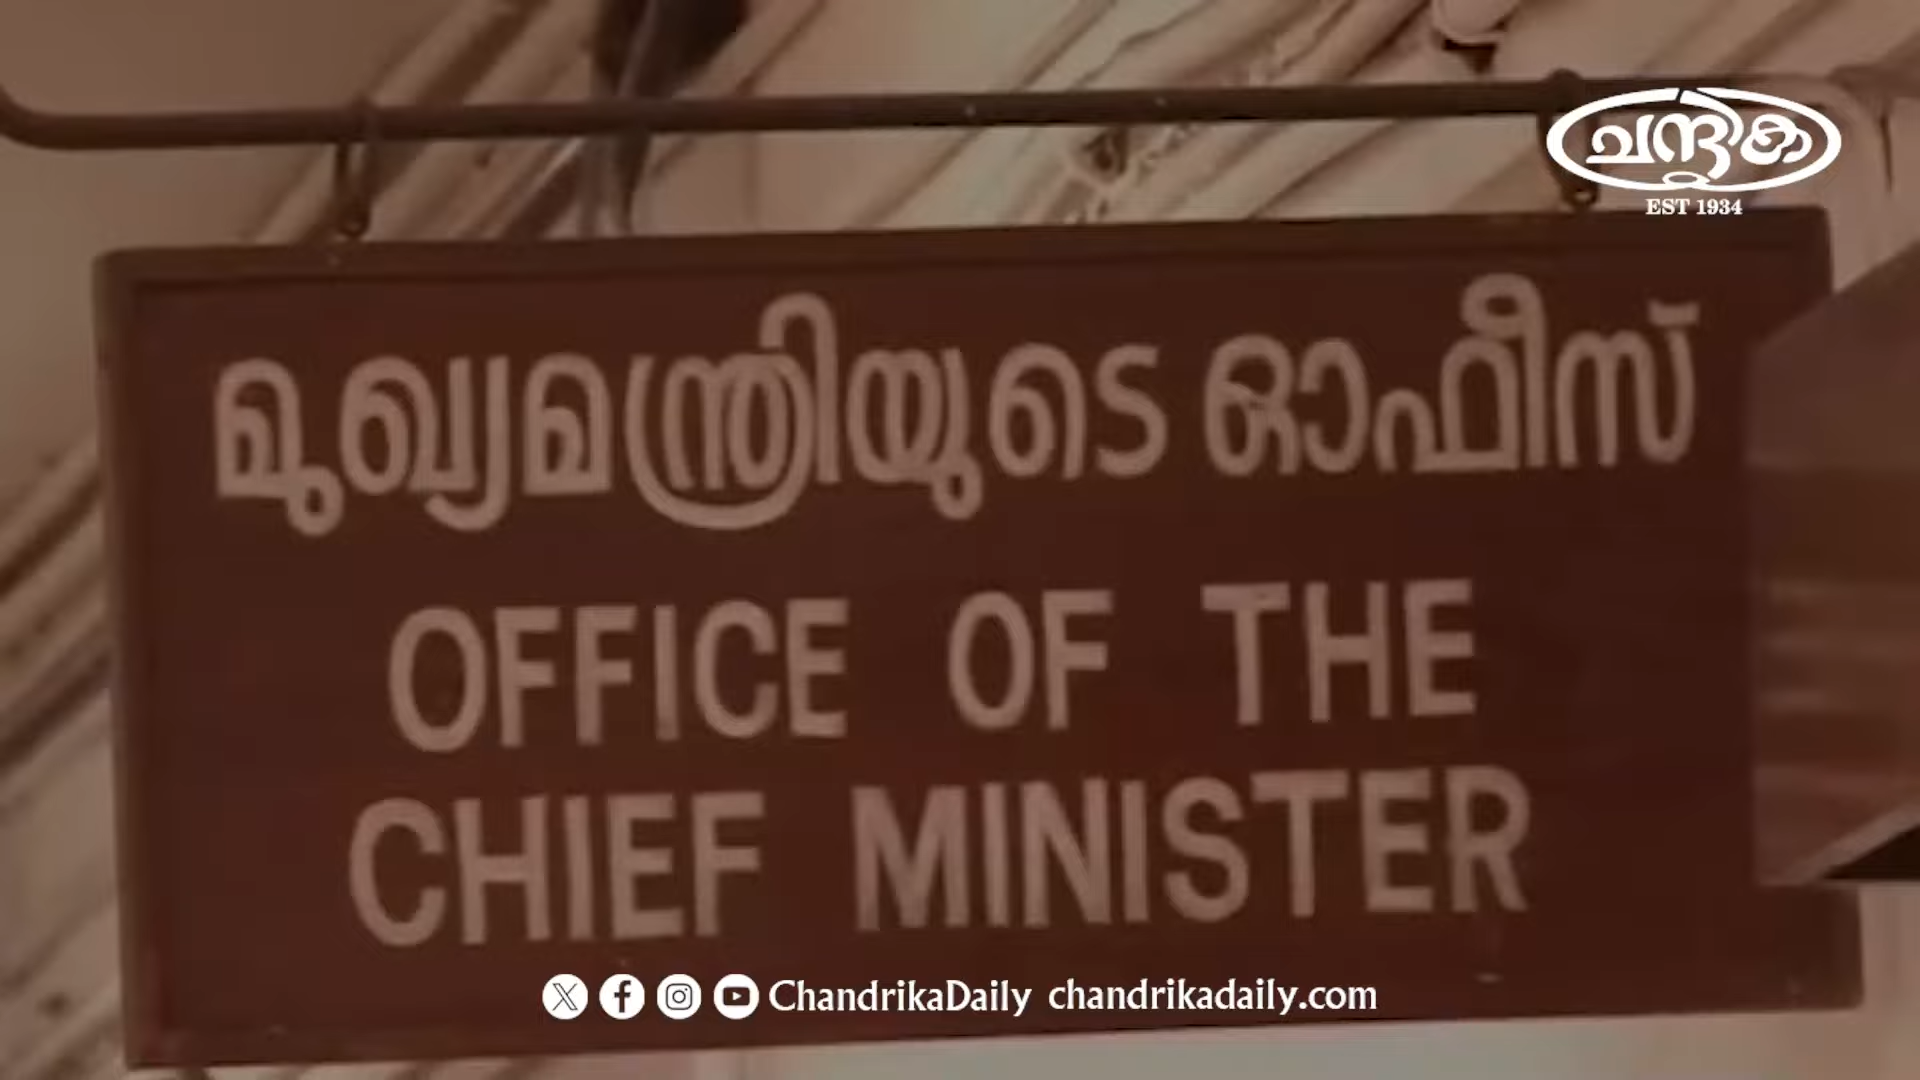 ചന്ദ്രിക
EST 1934
മുഖ്യമന്ത്രിയുടെ ഓഫീസ്
OFFICE OF THE
CHIEF MINISTER
ChandrikaDaily chandrikadaily.com